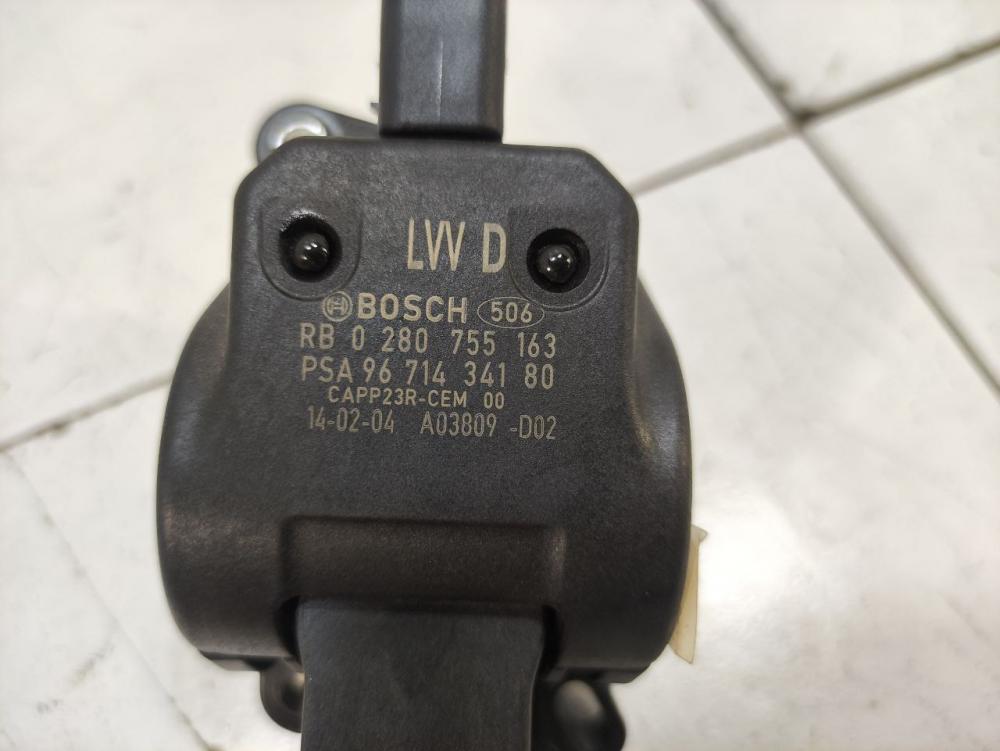 LW D
BOSCH 506
RB 0 280 755 163
PSA 96 714 341 80
CAPP23R-CEM 00
14-02-04 A03809 -D02